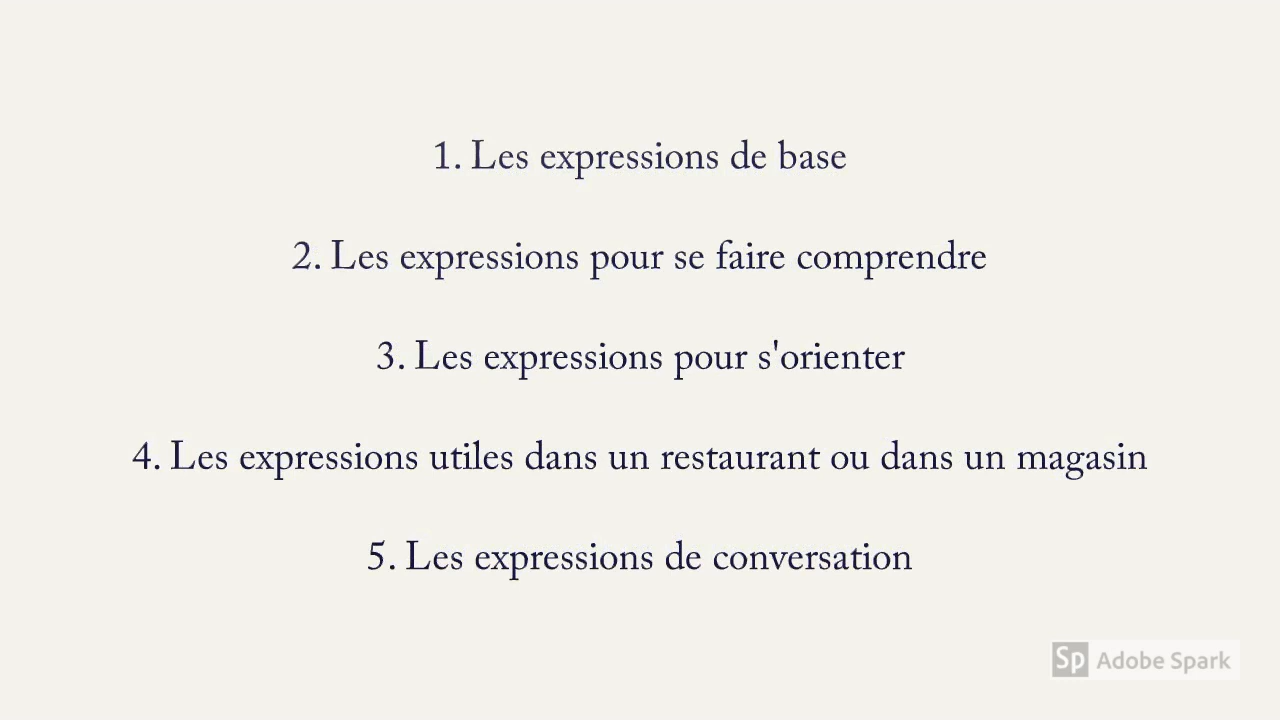 1. Les expressions de base
2. Les expressions pour se faire comprendre
3. Les expressions pour s'orienter
4. Les expressions utiles dans un restaurant ou dans un magasin
5. Les expressions de conversation
Sp Adobe Spark